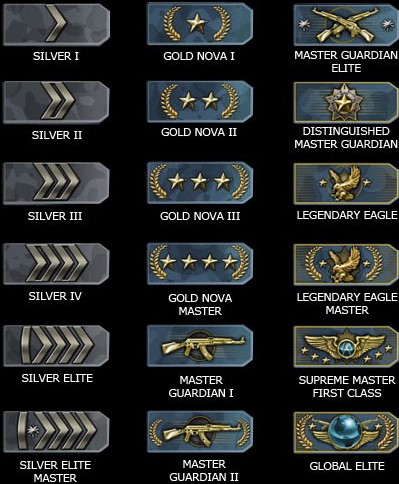 SILVER I
GOLD NOVA I
MASTER GUARDIAN
ELITE
SILVER II
GOLD NOVA II
DISTINGUISHED
MASTER GUARDIAN
SILVER III
GOLD NOVA III
LEGENDARY EAGLE
SILVER IV
GOLD NOVA
MASTER
LEGENDARY EAGLE
MASTER
SILVER ELITE
MASTER
GUARDIAN I
SUPREME MASTER
FIRST CLASS
SILVER ELITE
MASTER
MASTER
GUARDIAN II
GLOBAL ELITE